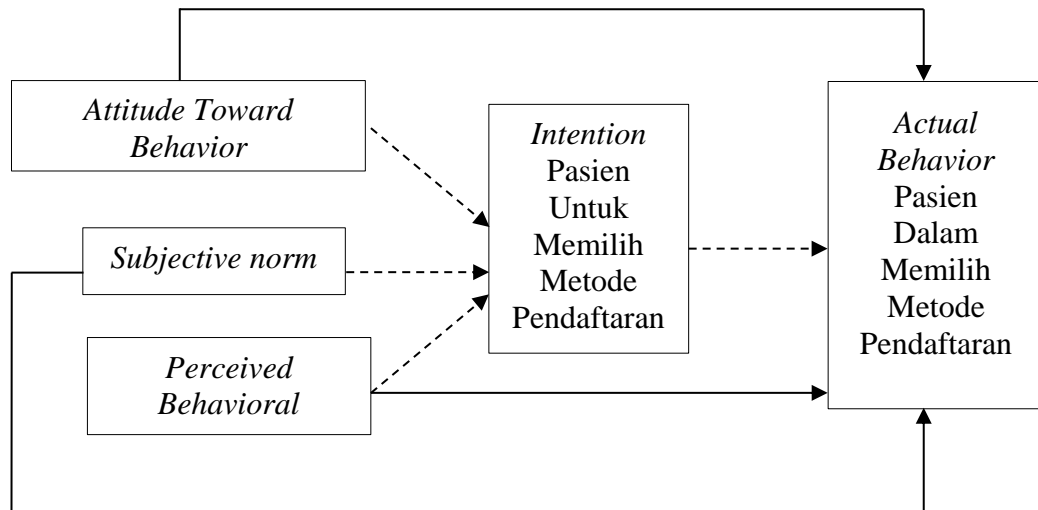 Attitude Toward
Behavior
Subjective norm
Perceived
Behavioral
Intention
Pasien
Untuk
Memilih
Metode
Pendaftaran
Actual
Behavior
Pasien
Dalam
Memilih
Metode
Pendaftaran